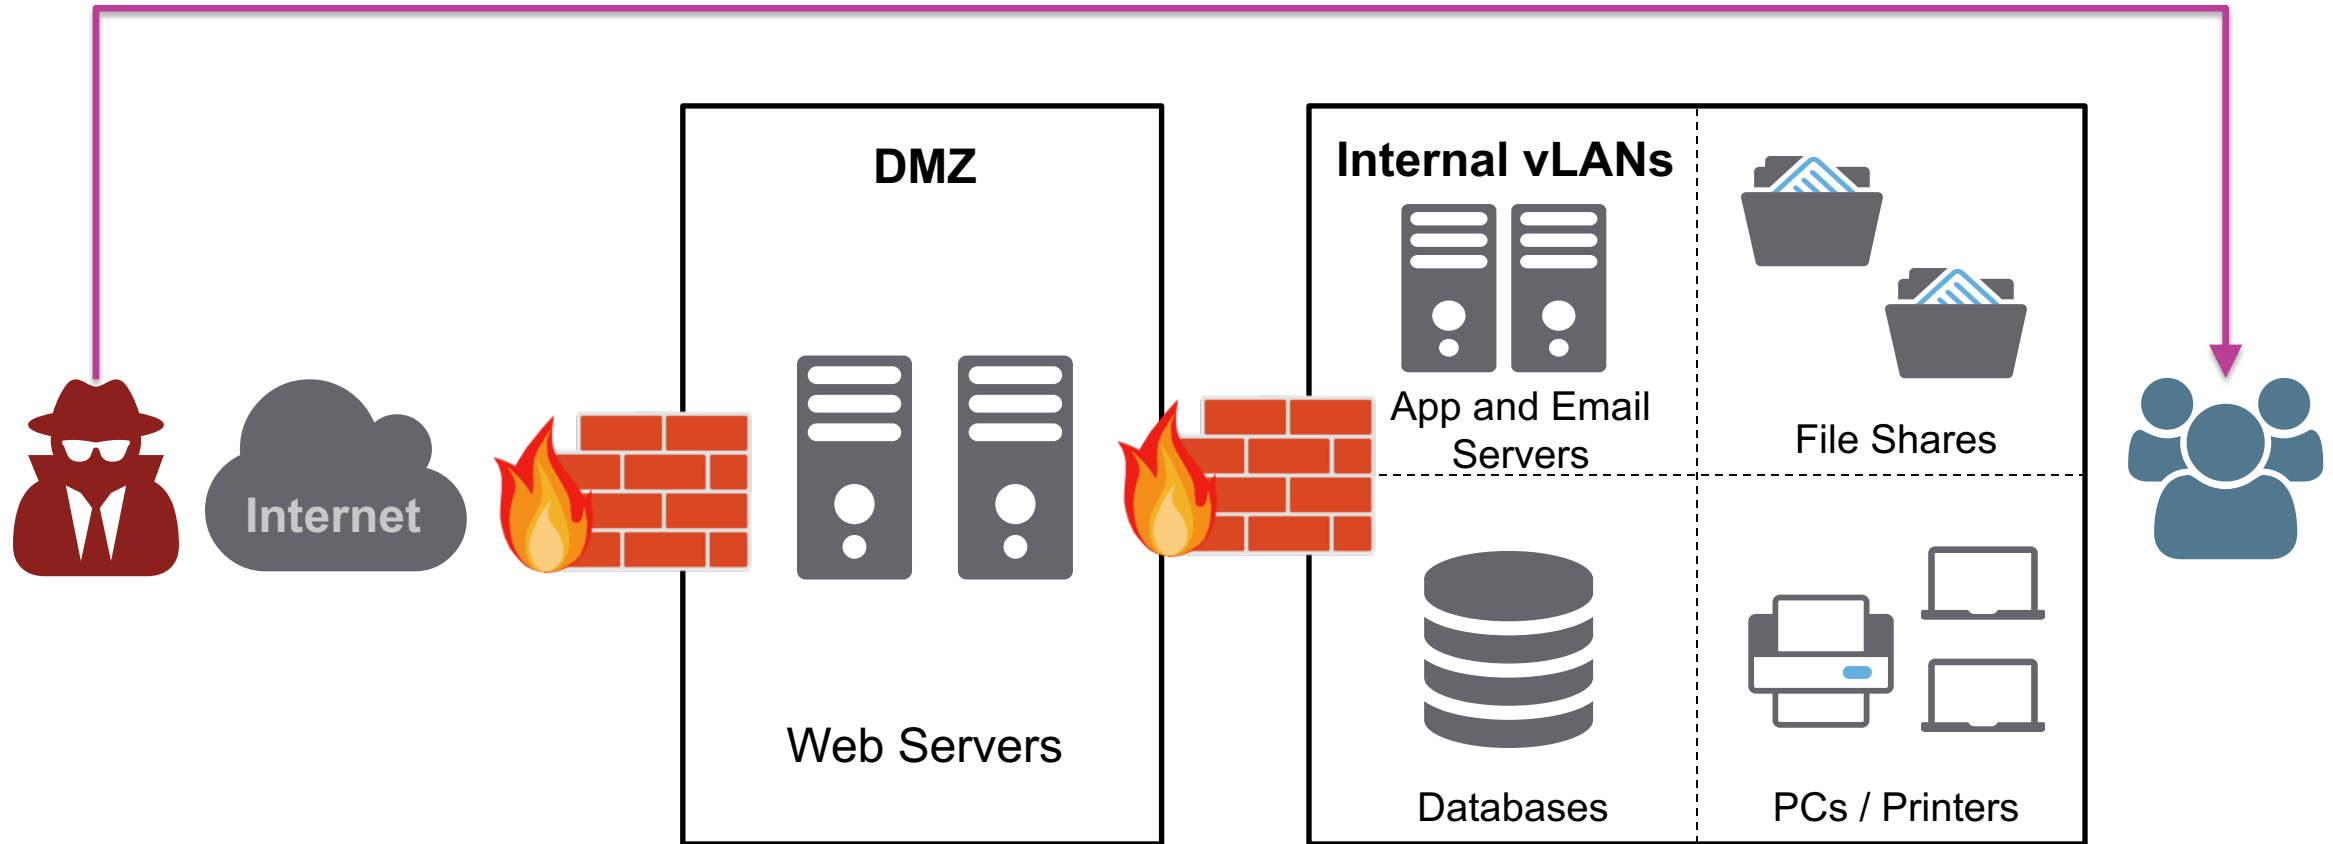 DMZ
Internal vLANs
App and Email
Servers
File Shares
Internet
Web Servers
Databases
PCs / Printers